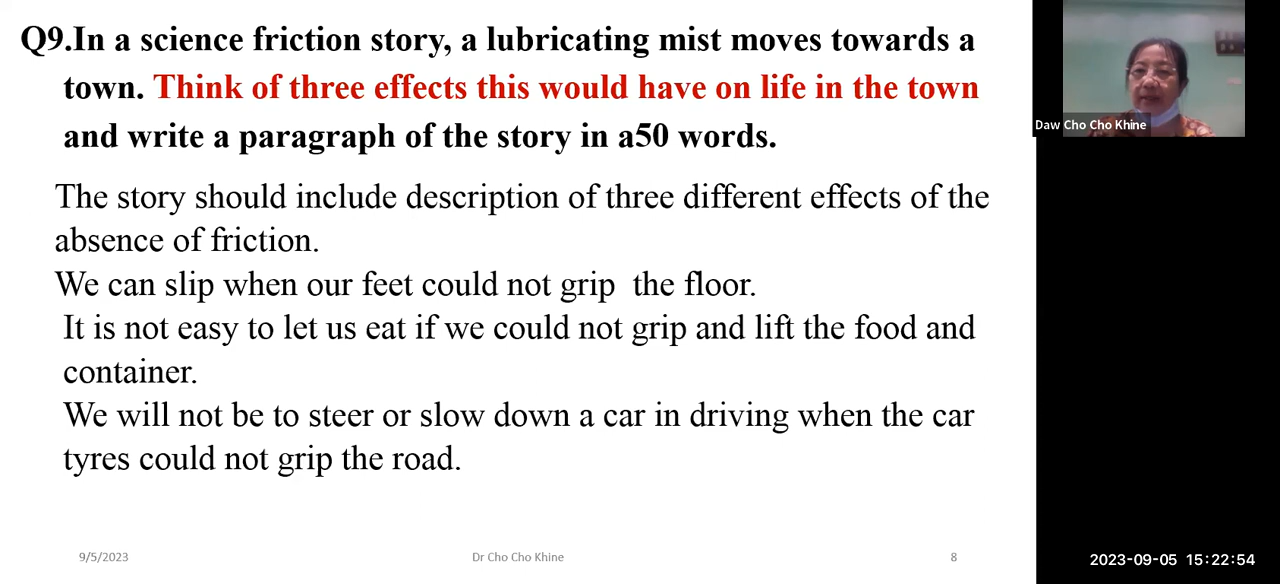 Q9.In a science friction story, a lubricating mist moves towards a
town. Think of three effects this would have on life in the town
and write a paragraph of the story in a50 words.
The story should include description of three different effects of the
absence of friction.
We can slip when our feet could not grip the floor.
It is not easy to let us eat if we could not grip and lift the food and
container.
We will not be to steer or slow down a car in driving when the car
tyres could not grip the road.
9/5/2023
Dr Cho Cho Khine
8
Daw Cho Cho Khine
2023-09-05 15:22:54